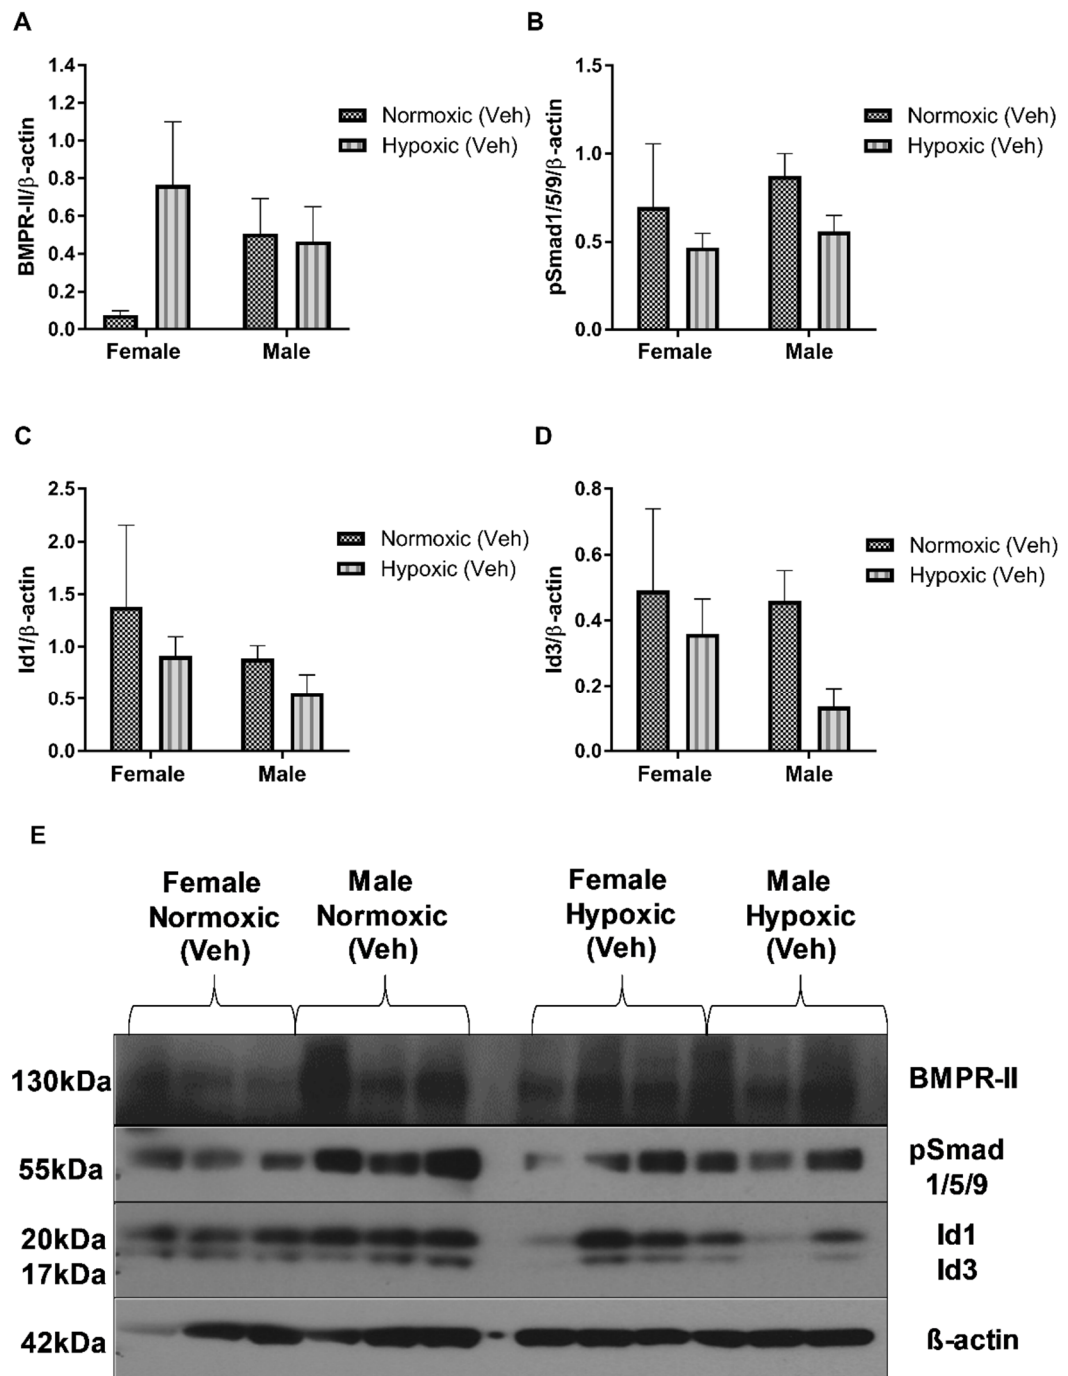 A
BMPR-II/β-actin
1.4
1.2
1.0
0.8
0.6
0.4
0.2
0.0
Female
Male
Normoxic (Veh)
Hypoxic (Veh)
B
pSmad1/5/9/β-actin
1.5
1.0
0.5
0.0
Female
Male
Normoxic (Veh)
Hypoxic (Veh)
C
Id1/β-actin
2.5
2.0
1.5
1.0
0.5
0.0
Female
Male
Normoxic (Veh)
Hypoxic (Veh)
D
Id3/β-actin
0.8
0.6
0.4
0.2
0.0
Female
Male
Normoxic (Veh)
Hypoxic (Veh)
E
Female
Normoxic
(Veh)
Male
Normoxic
(Veh)
Female
Hypoxic
(Veh)
Male
Hypoxic
(Veh)
130kDa
BMPR-II
55kDa
pSmad
1/5/9
20kDa
Id1
17kDa
Id3
42kDa
ß-actin